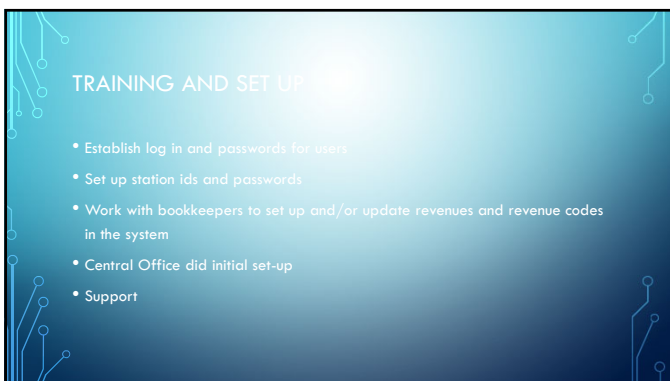 TRAINING AND SET UP
• Establish log in and passwords for users
• Set up station ids and passwords
• Work with bookkeepers to set up and/or update revenues and revenue codes
in the system
• Central Office did initial set-up
• Support